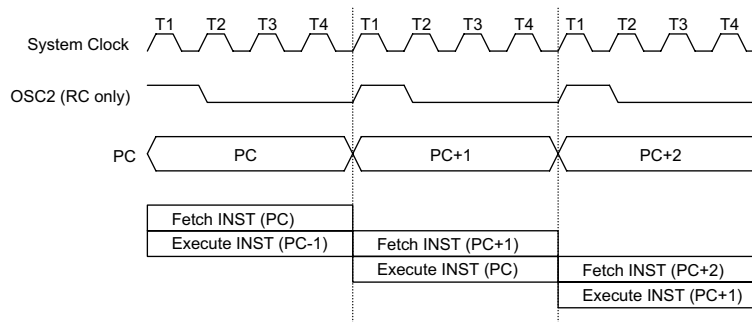 T1 T2 T3 T4 T1 T2 T3 T4 T1 T2 T3 T4
System Clock
OSC2 (RC only)
PC PC PC+1 PC+2
Fetch INST (PC)
Execute INST (PC-1) Fetch INST (PC+1)
Execute INST (PC) Fetch INST (PC+2)
Execute INST (PC+1)